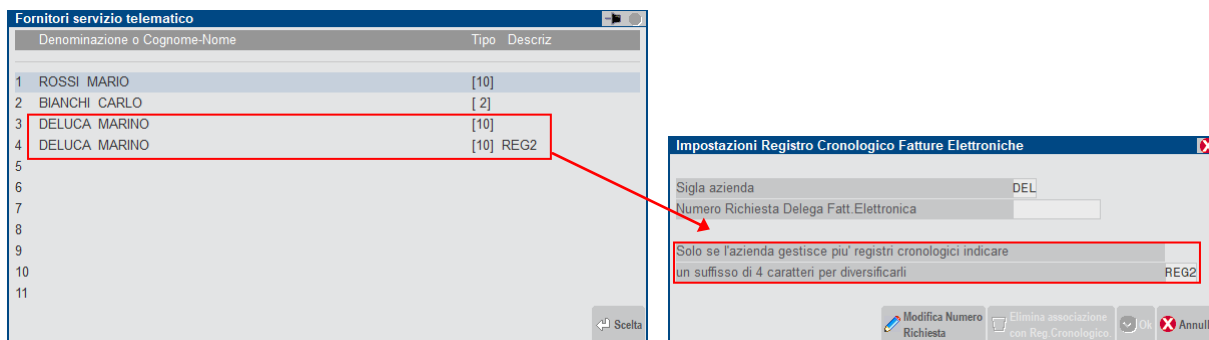 Fornitori servizio telematico
Denominazione o Cognome-Nome Tipo Descriz
1 ROSSI MARIO [10]
2 BIANCHI CARLO [ 2]
3 DELUCA MARINO [10]
4 DELUCA MARINO [10] REG2
5
6
7
8
9
10
11
Scelta
Impostazioni Registro Cronologico Fatture Elettroniche
Sigla azienda DEL
Numero Richiesta Delega Fatt.Elettronica
Solo se l'azienda gestisce piu' registri cronologici indicare
un suffisso di 4 caratteri per diversificarli REG2
Modifica Numero
Richiesta
Elimina associazione
con Reg.Cronologico.
Ok
Annull